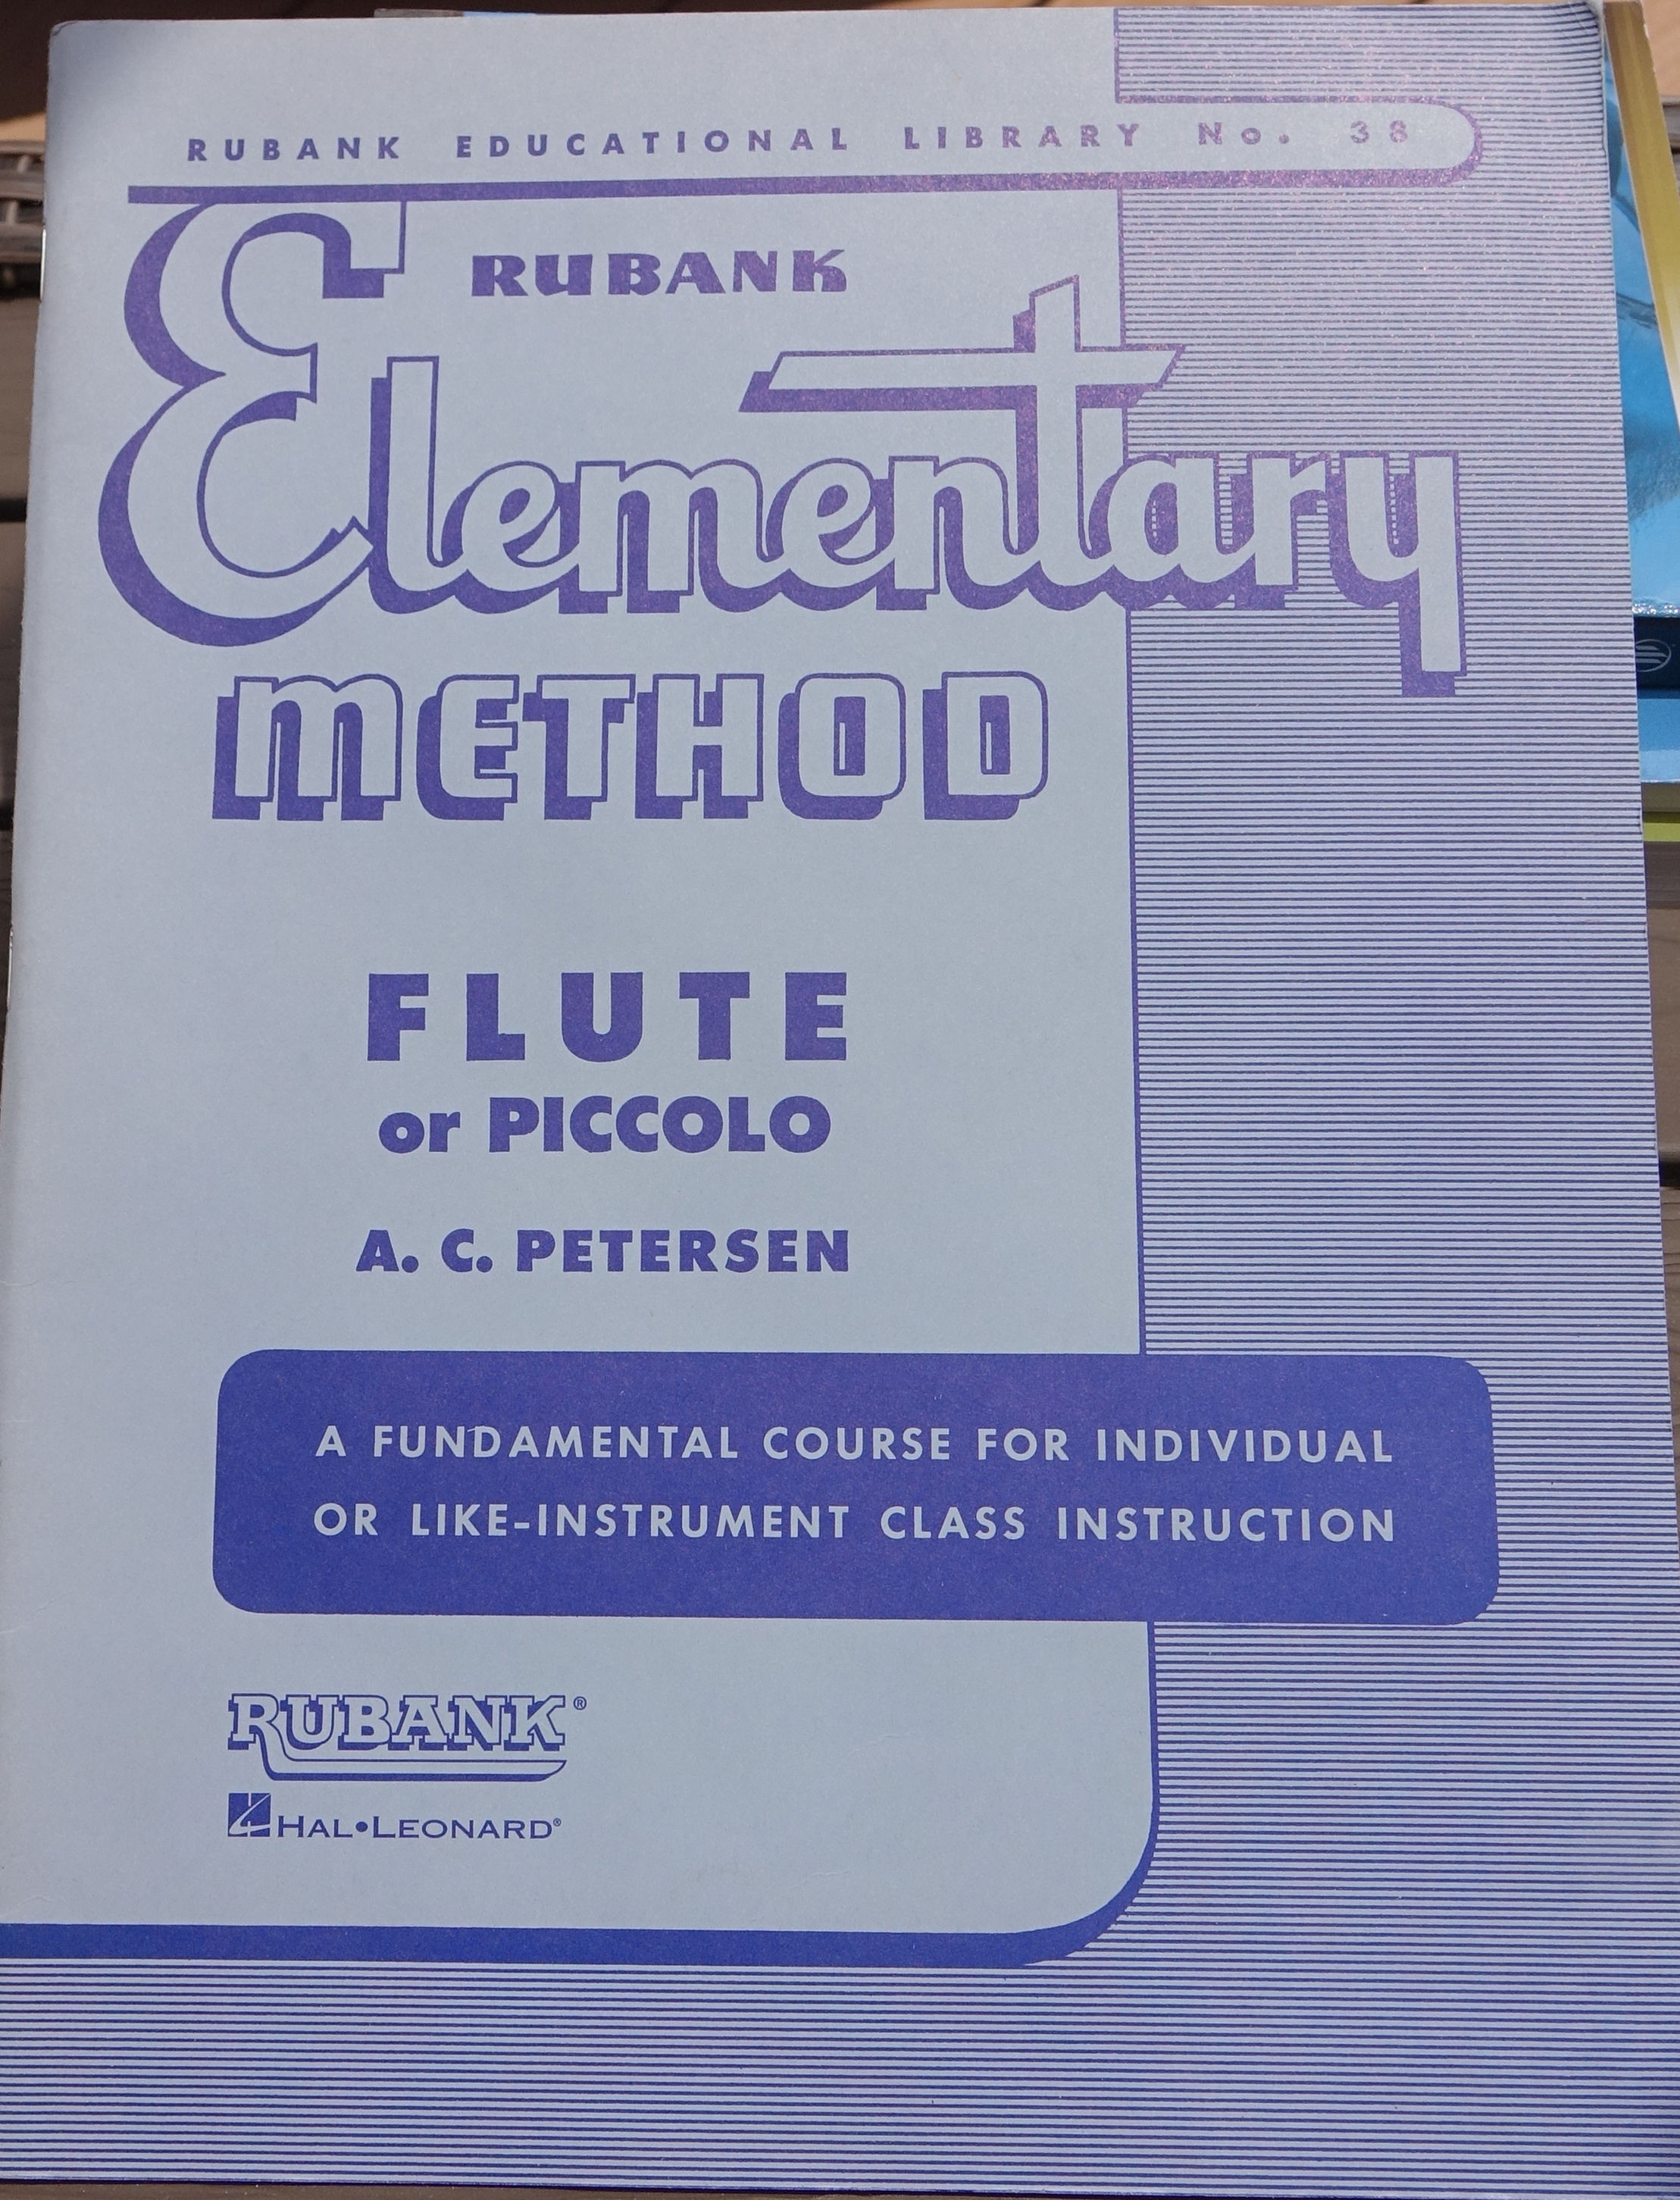 RUBANK EDUCATIONAL LIBRARY No. 38
RUBANK
Elementary
METHOD
FLUTE
or PICCOLO
A. C. PETERSEN
A FUNDAMENTAL COURSE FOR INDIVIDUAL
OR LIKE-INSTRUMENT CLASS INSTRUCTION
RUBANK®
HAL•LEONARD®